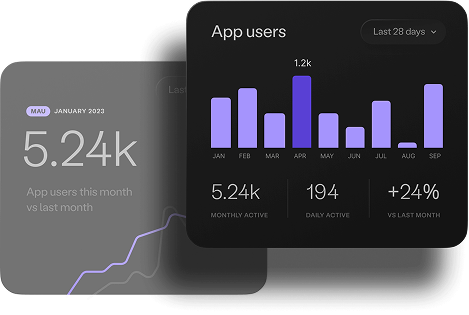 App users
Last 28 days
1.2k
JAN FEB MAR APR MAY JUN JUL AUG SEP
5.24k 194 +24%
MONTHLY ACTIVE DAILY ACTIVE VS LAST MONTH
Last
MAU JANUARY 2023
5.24k
App users this month
vs last month